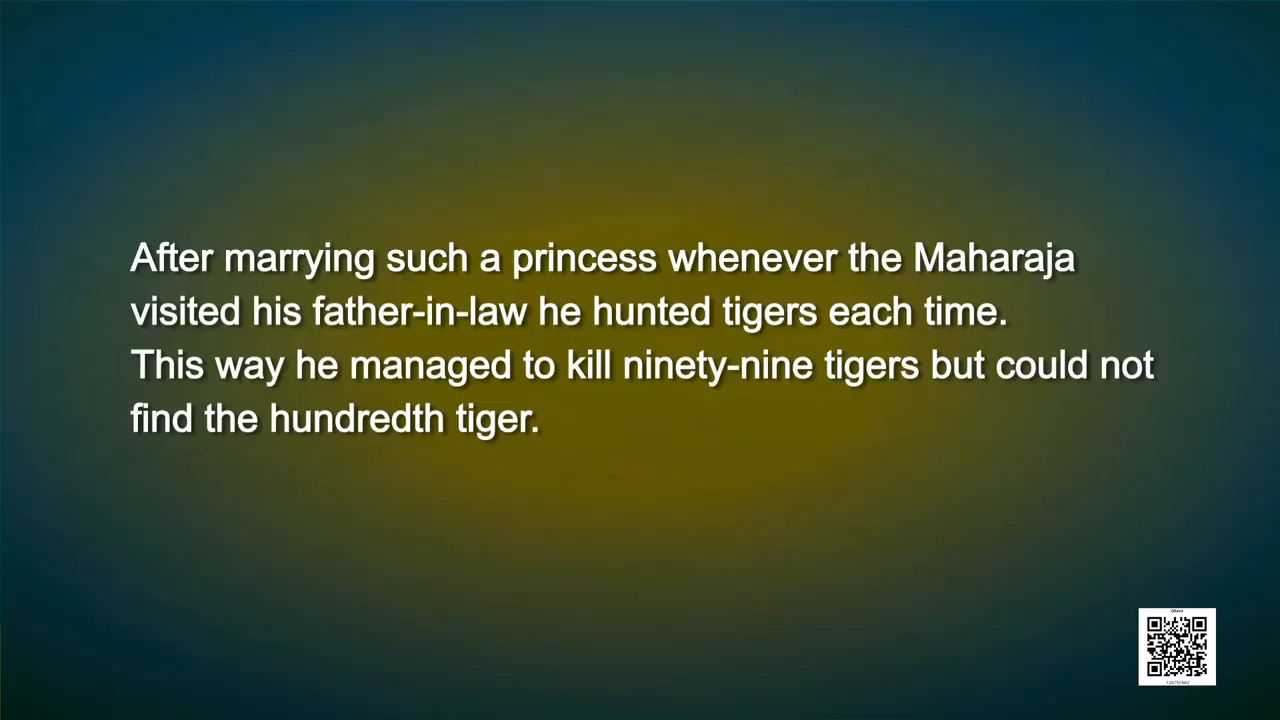 After marrying such a princess whenever the Maharaja
visited his father-in-law he hunted tigers each time.
This way he managed to kill ninety-nine tigers but could not
find the hundredth tiger.